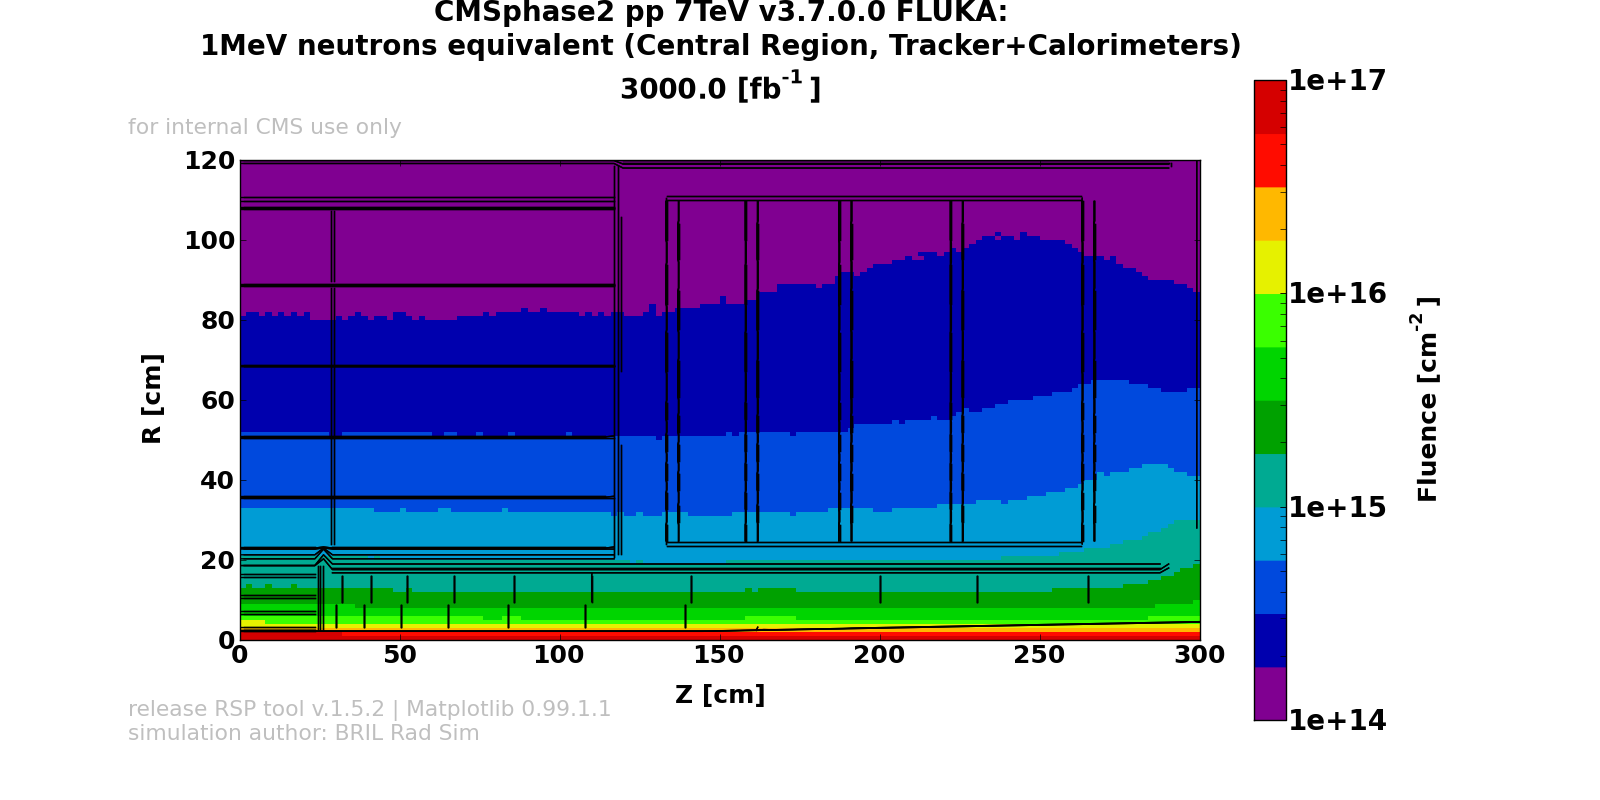 CMSphase2 pp 7TeV v3.7.0.0 FLUKA:
1MeV neutrons equivalent (Central Region, Tracker+Calorimeters)
3000.0 [fb-1 ]
for internal CMS use only
120
100
80
60
40
20
0
R [cm]
0 50 100 150 200 250 300
Z [cm]
1e+17
1e+16
1e+15
1e+14
Fluence [cm-2 ]
release RSP tool v.1.5.2 | Matplotlib 0.99.1.1
simulation author: BRIL Rad Sim